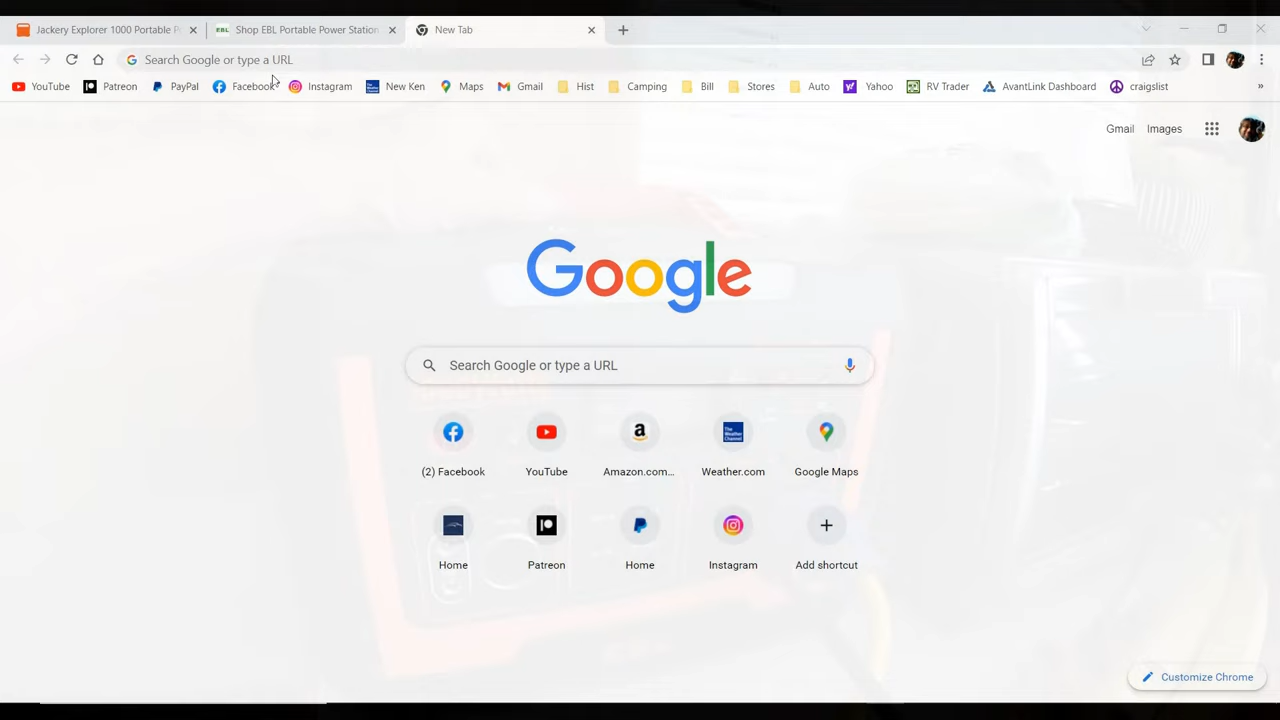 Jackery Explorer 1000 Portable P
EBL Shop EBL Portable Power Station
New Tab
Search Google or type a URL
YouTube Patreon PayPal Facebook Instagram New Ken Maps Gmail Hist Camping Bill Stores Auto Yahoo RV Trader AvantLink Dashboard craigslist »
Gmail Images
Google
Search Google or type a URL
(2) Facebook YouTube Amazon.com... Weather.com Google Maps
Home Patreon Home Instagram Add shortcut
Customize Chrome